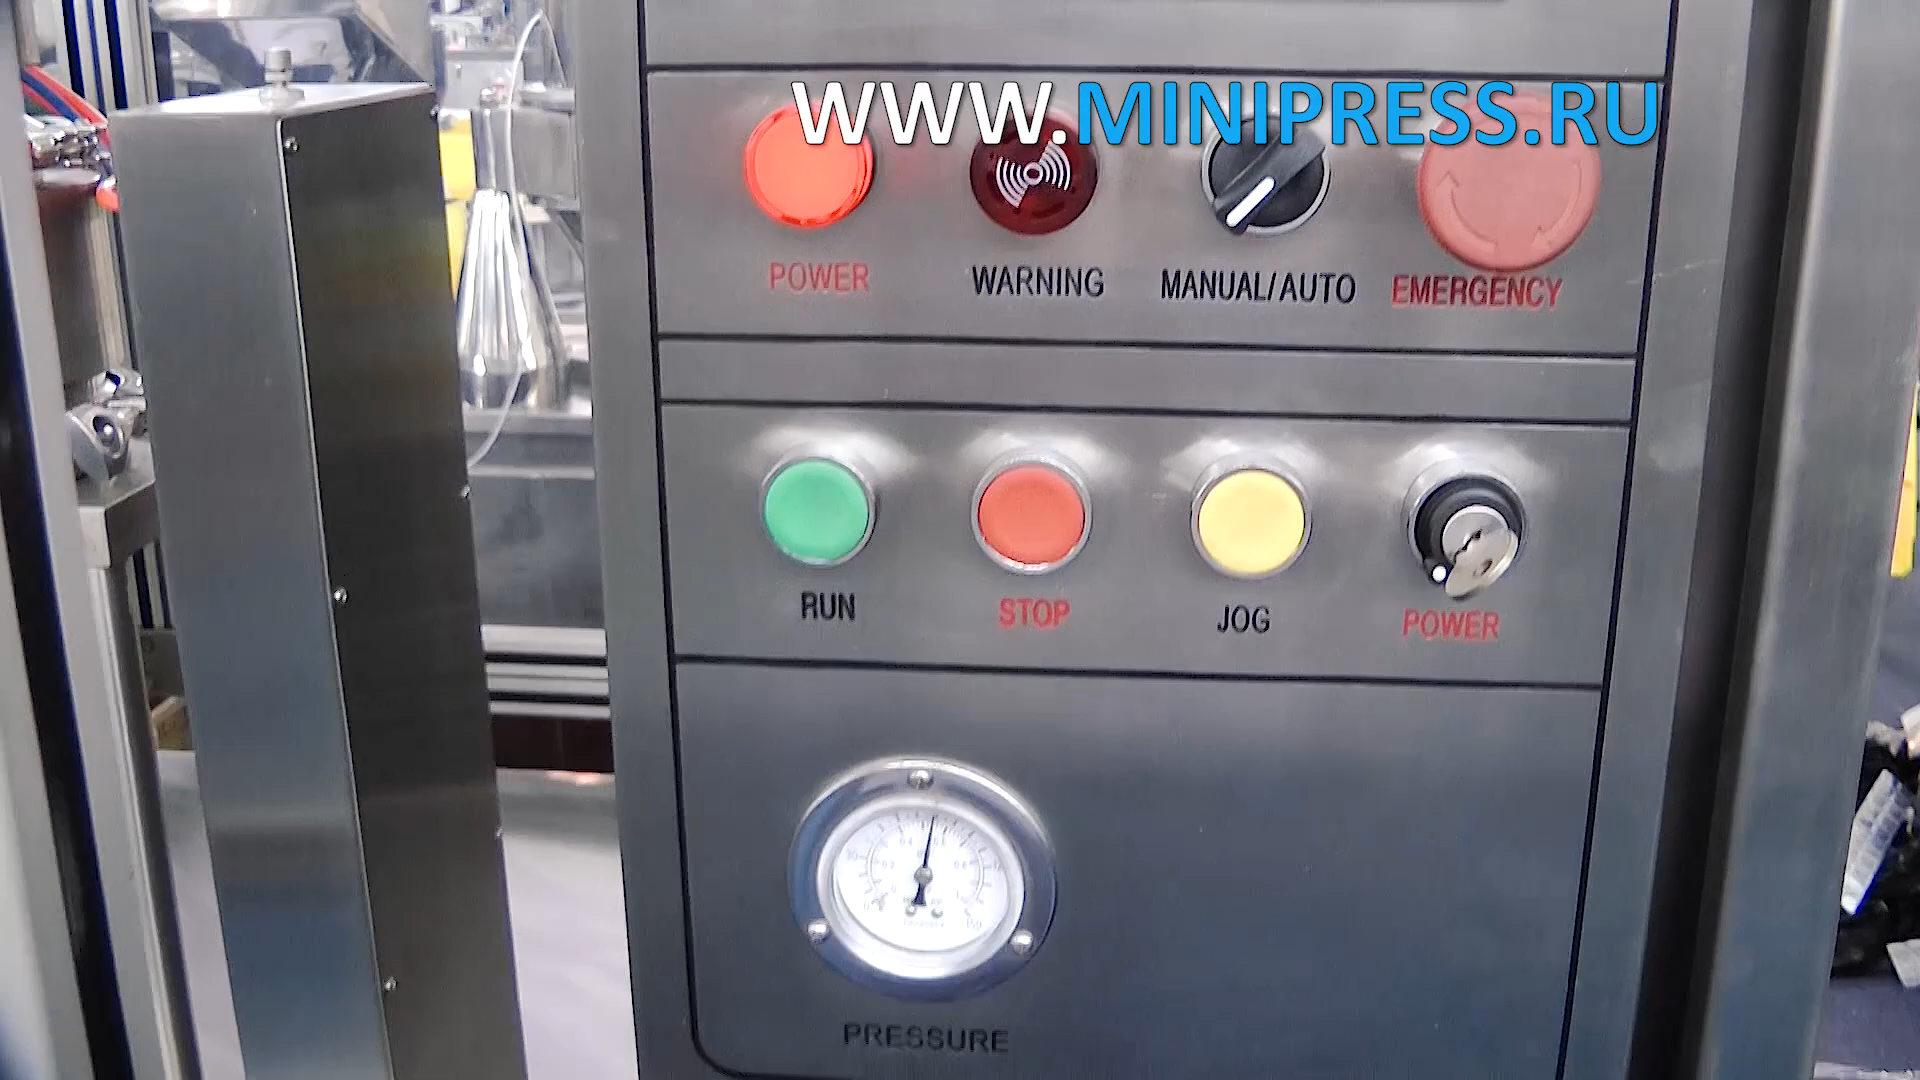 WWW.MINIPRESS.RU
POWER WARNING MANUAL/AUTO EMERGENCY
RUN STOP JOG POWER
PRESSURE